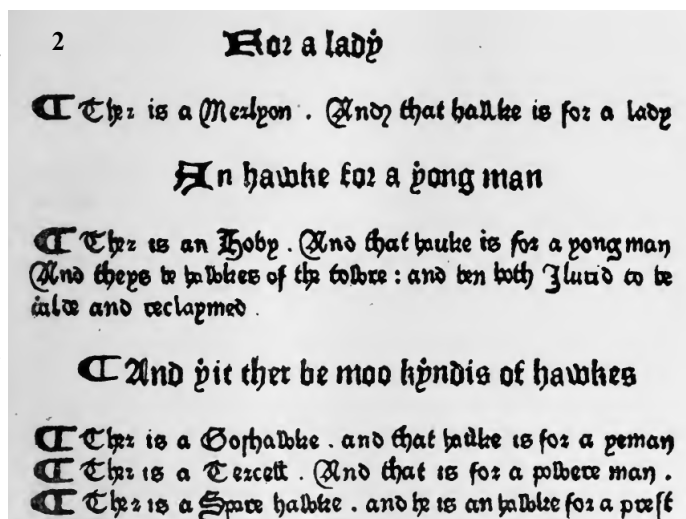 2
For a lady
¶ Ther is a Merlyon . And that hawke is for a lady
An hawke for a yong man
¶ Ther is an Hoby . And that hauke is for a yong man
And theys be hawkes of the towre : and ben both Ilurid to be
calde and reclaymed .
¶ And yit ther be moo kyndis of hawkes
¶ Ther is a Goshawke . and that hauke is for a yeman
¶ Ther is a Tercell . And that is for a powere man .
¶ Ther is a Spare hawke . and he is an hawke for a prest